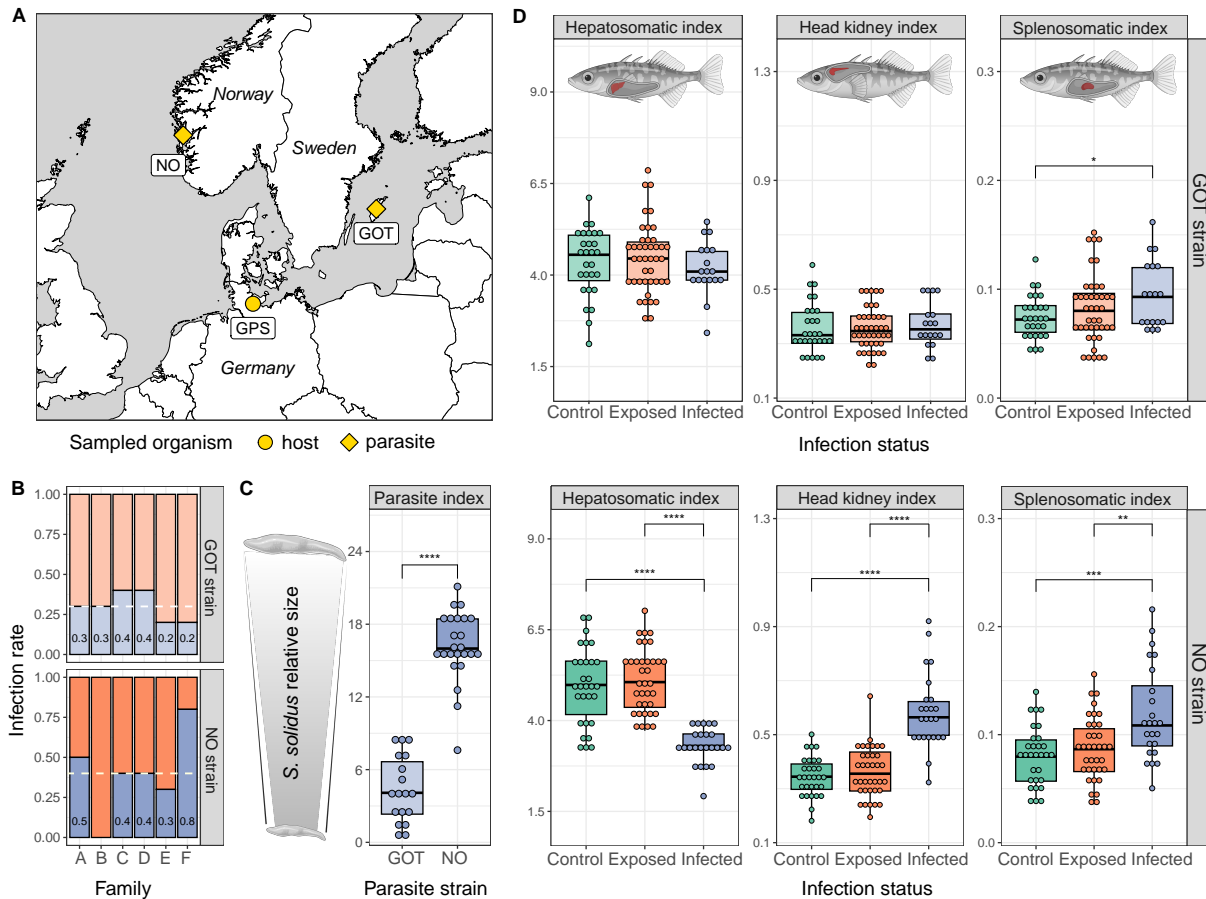 A
Norway
Sweden
NO
GOT
GPS
Germany
Sampled organism host parasite
B
Infection rate
1.00
0.75
0.50
0.25
0.00
0.3 0.3 0.4 0.4 0.2 0.2
GOT strain
1.00
0.75
0.50
0.25
0.00
0.5 0.4 0.4 0.3 0.8
NO strain
A B C D E F
Family
C
S. solidus relative size
Parasite index
24
18
12
6
0
****
GOT NO
Parasite strain
D
Hepatosomatic index
9.0
6.5
4.0
1.5
Control Exposed Infected
Head kidney index
1.3
0.9
0.5
0.1
Control Exposed Infected
Splenosomatic index
0.3
0.2
0.1
0.0
*
Control Exposed Infected
GOT strain
Infection status
Hepatosomatic index
9.0
6.5
4.0
1.5
****
****
Control Exposed Infected
Head kidney index
1.3
0.9
0.5
0.1
****
****
Control Exposed Infected
Splenosomatic index
0.3
0.2
0.1
0.0
**
***
Control Exposed Infected
NO strain
Infection status